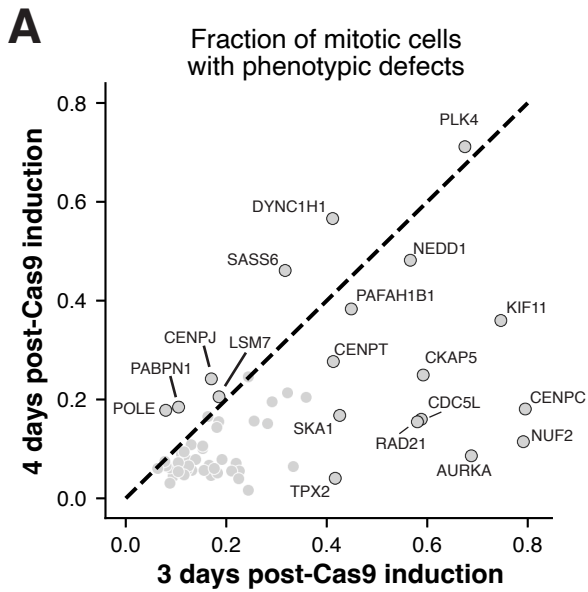 A
Fraction of mitotic cells
with phenotypic defects
4 days post-Cas9 induction
0.8
0.6
0.4
0.2
0.0
PLK4
DYNC1H1
NEDD1
SASS6
PAFAH1B1
KIF11
CENPJ
LSM7
CENPT
PABPN1
CKAP5
POLE
CDC5L
CENPC
SKA1
RAD21
NUF2
AURKA
TPX2
0.0
0.2
0.4
0.6
0.8
3 days post-Cas9 induction